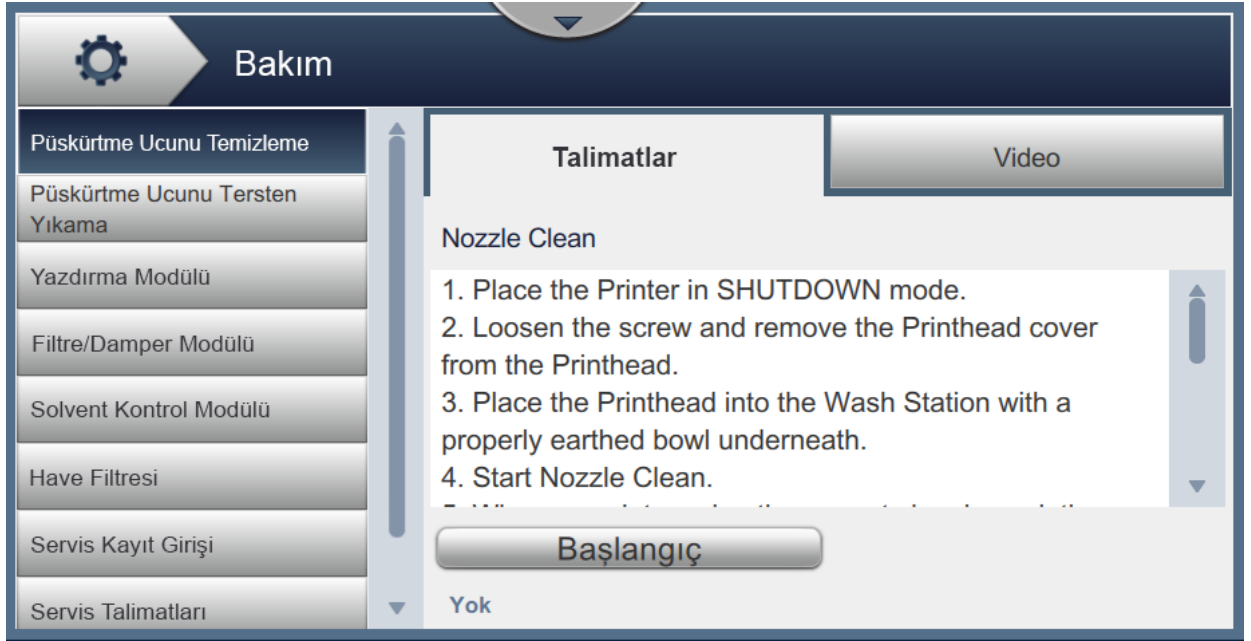 Bakım
Püskürtme Ucunu Temizleme
Püskürtme Ucunu Tersten
Yıkama
Yazdırma Modülü
Filtre/Damper Modülü
Solvent Kontrol Modülü
Have Filtresi
Servis Kayıt Girişi
Servis Talimatları
Talimatlar
Video
Nozzle Clean
1. Place the Printer in SHUTDOWN mode.
2. Loosen the screw and remove the Printhead cover
from the Printhead.
3. Place the Printhead into the Wash Station with a
properly earthed bowl underneath.
4. Start Nozzle Clean.
Başlangıç
Yok